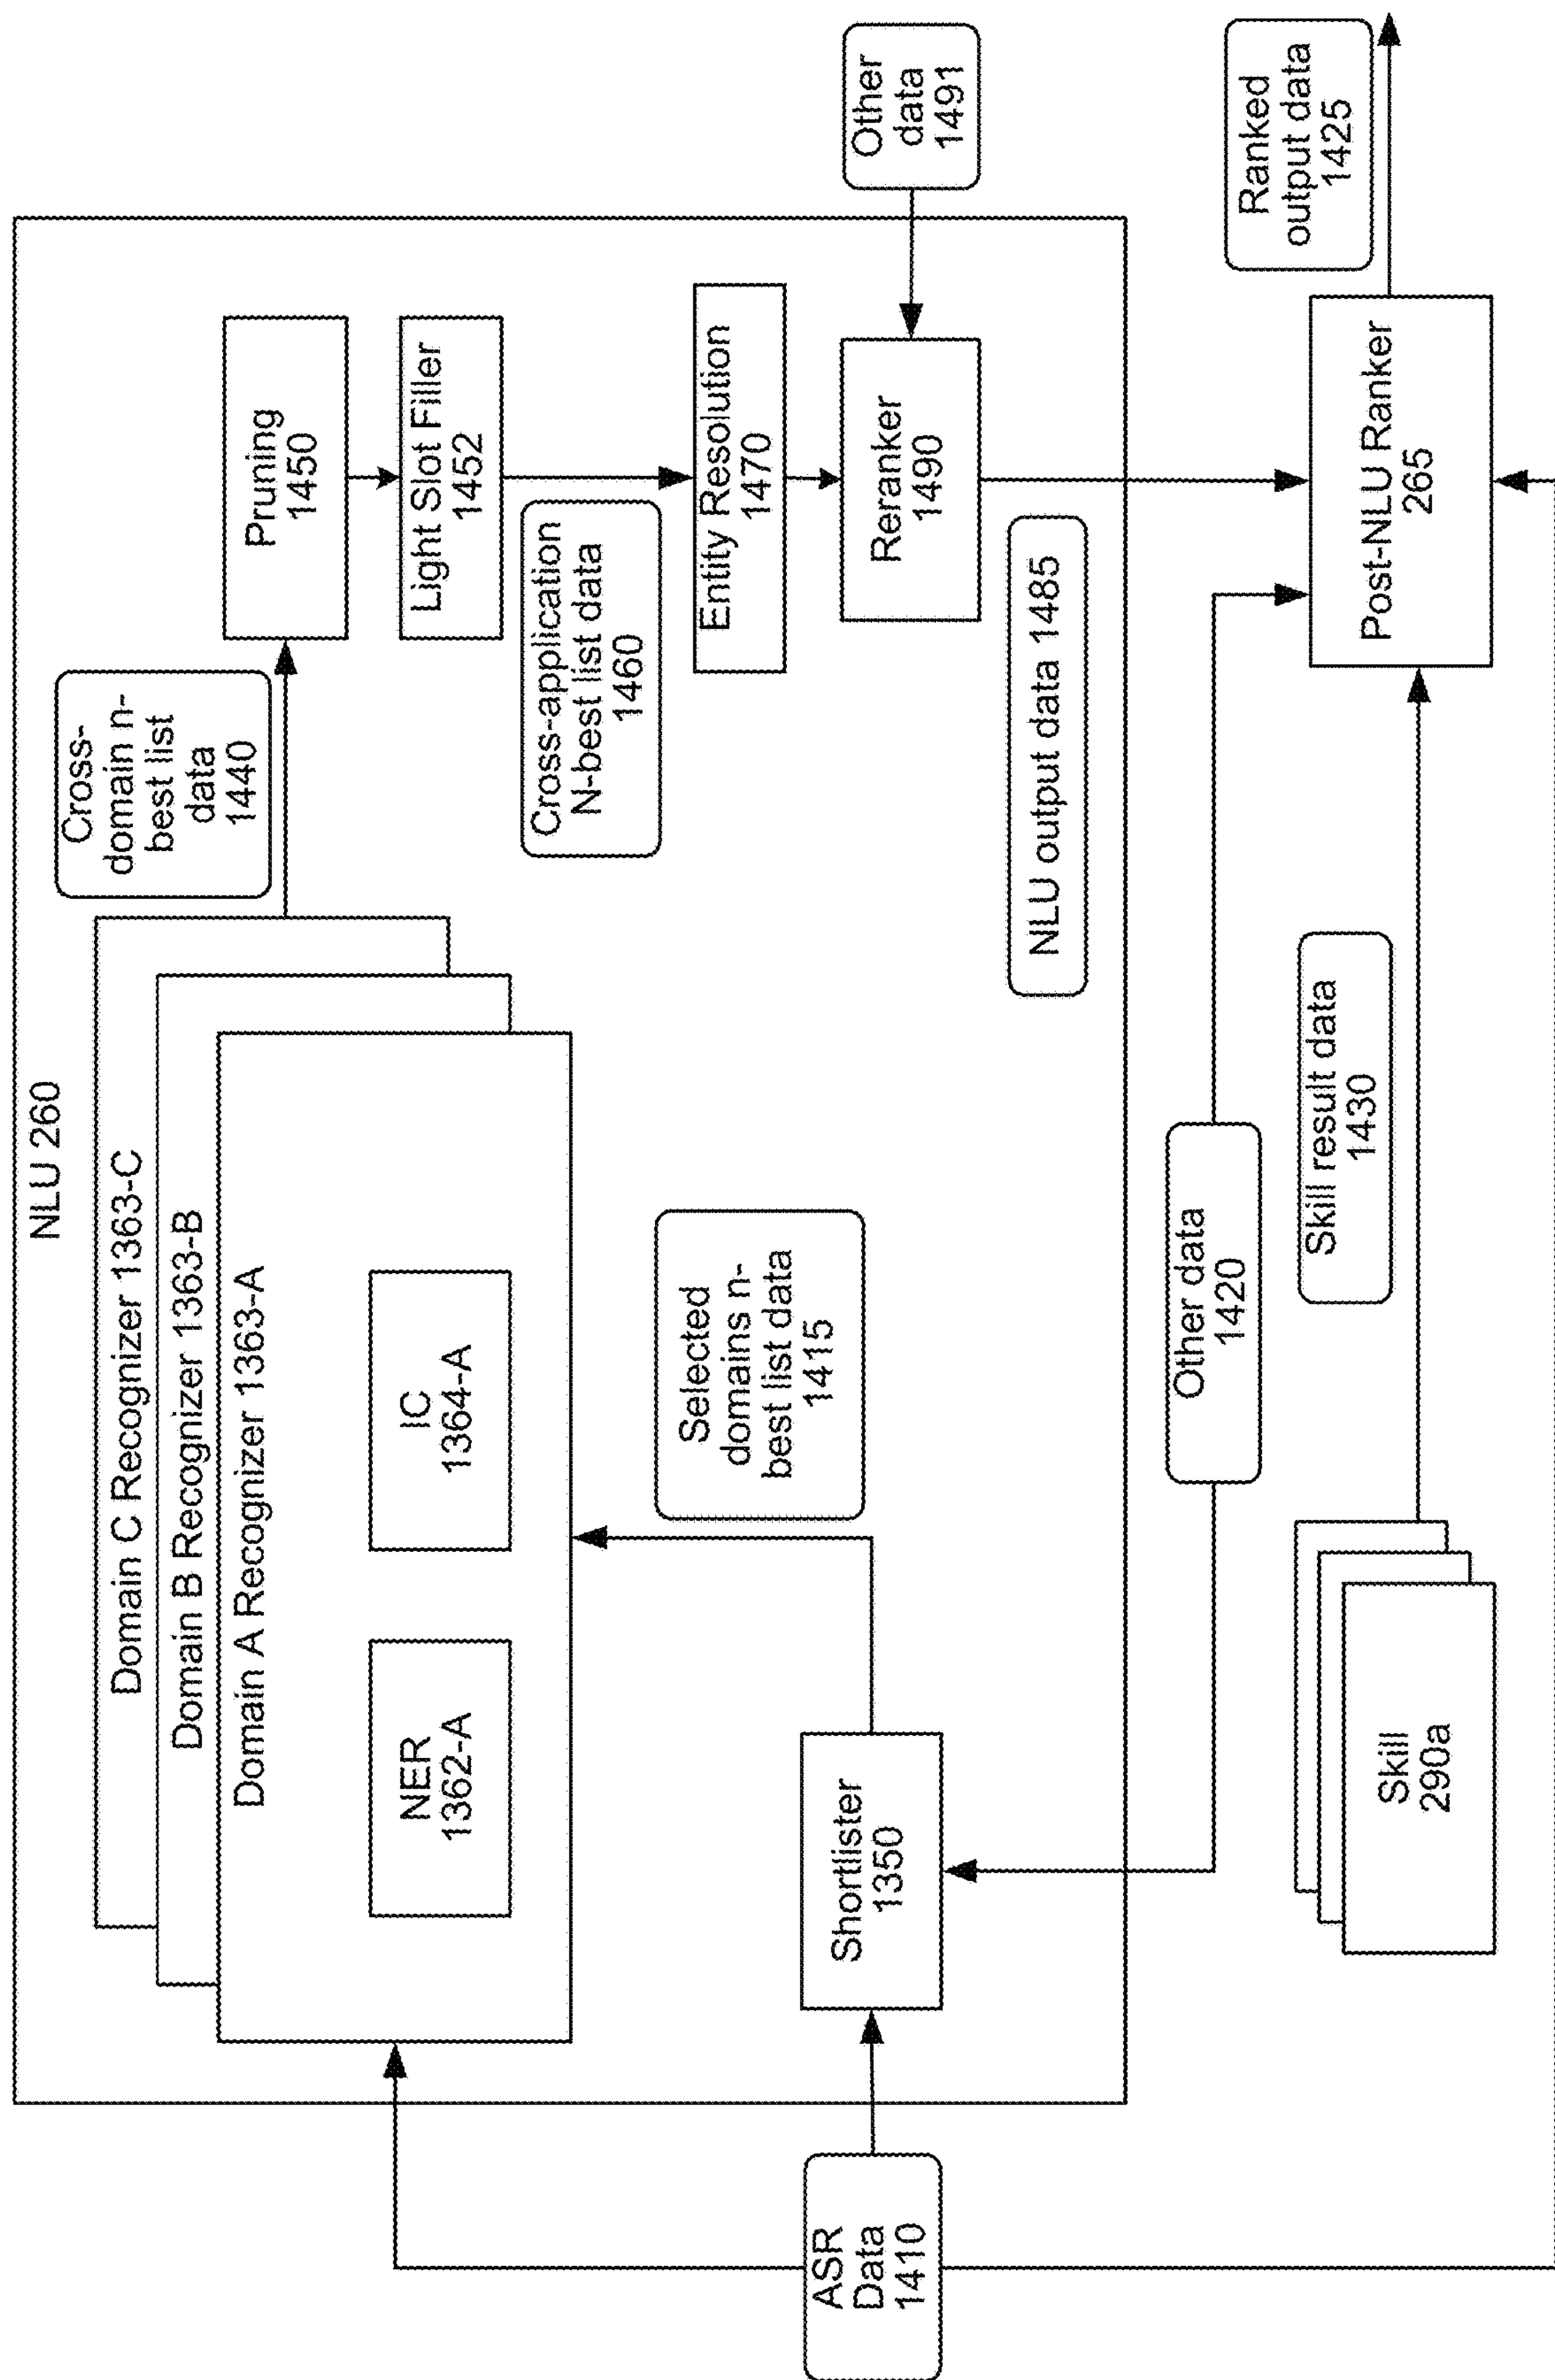 NLU 260
Domain C Recognizer 1363-C
Domain B Recognizer 1363-B
Domain A Recognizer 1363-A
NER
1362-A
IC
1364-A
Cross-
domain n-
best list
data
1440
Pruning
1450
Light Slot Filler
1452
Cross-application
N-best list data
1460
Entity Resolution
1470
Reranker
1490
Other
data
1491
Selected
domains n-
best list data
1415
Shortlister
1350
ASR
Data
1410
NLU output data 1485
Other data
1420
Skill result data
1430
Skill
290a
Post-NLU Ranker
265
Ranked
output data
1425